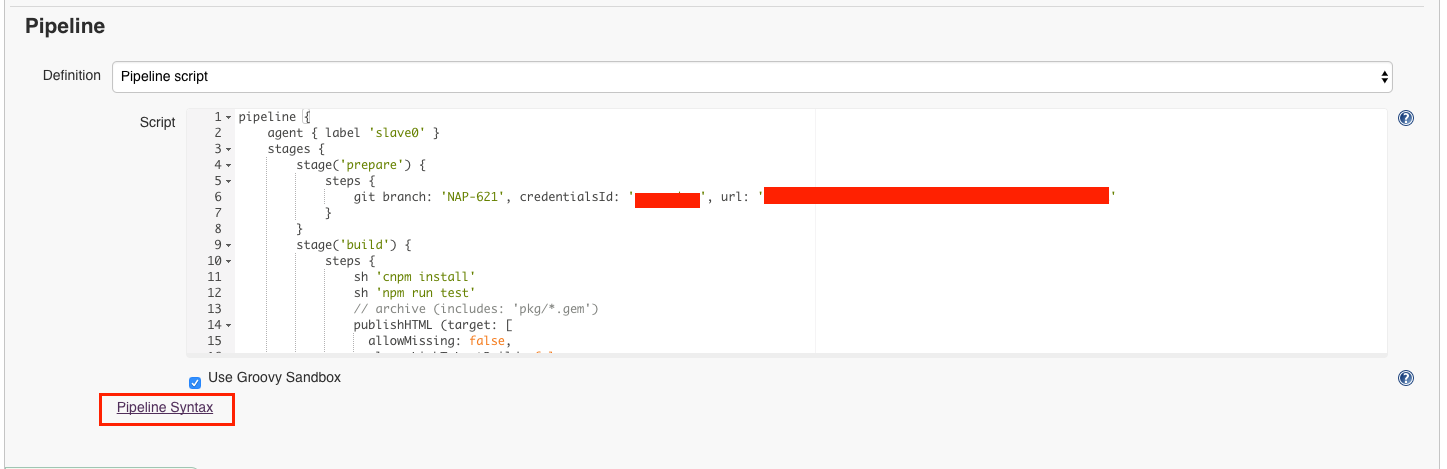 Pipeline
Definition Pipeline script
Script
1 pipeline {
2 agent { label 'slave0' }
3 stages {
4 stage('prepare') {
5 steps {
6 git branch: 'NAP-621', credentialsId: '', url: ''
7 }
8 }
9 stage('build') {
10 steps {
11 sh 'cnpm install'
12 sh 'npm run test'
13 // archive (includes: 'pkg/*.gem')
14 publishHTML (target: [
15 allowMissing: false,
Use Groovy Sandbox
Pipeline Syntax